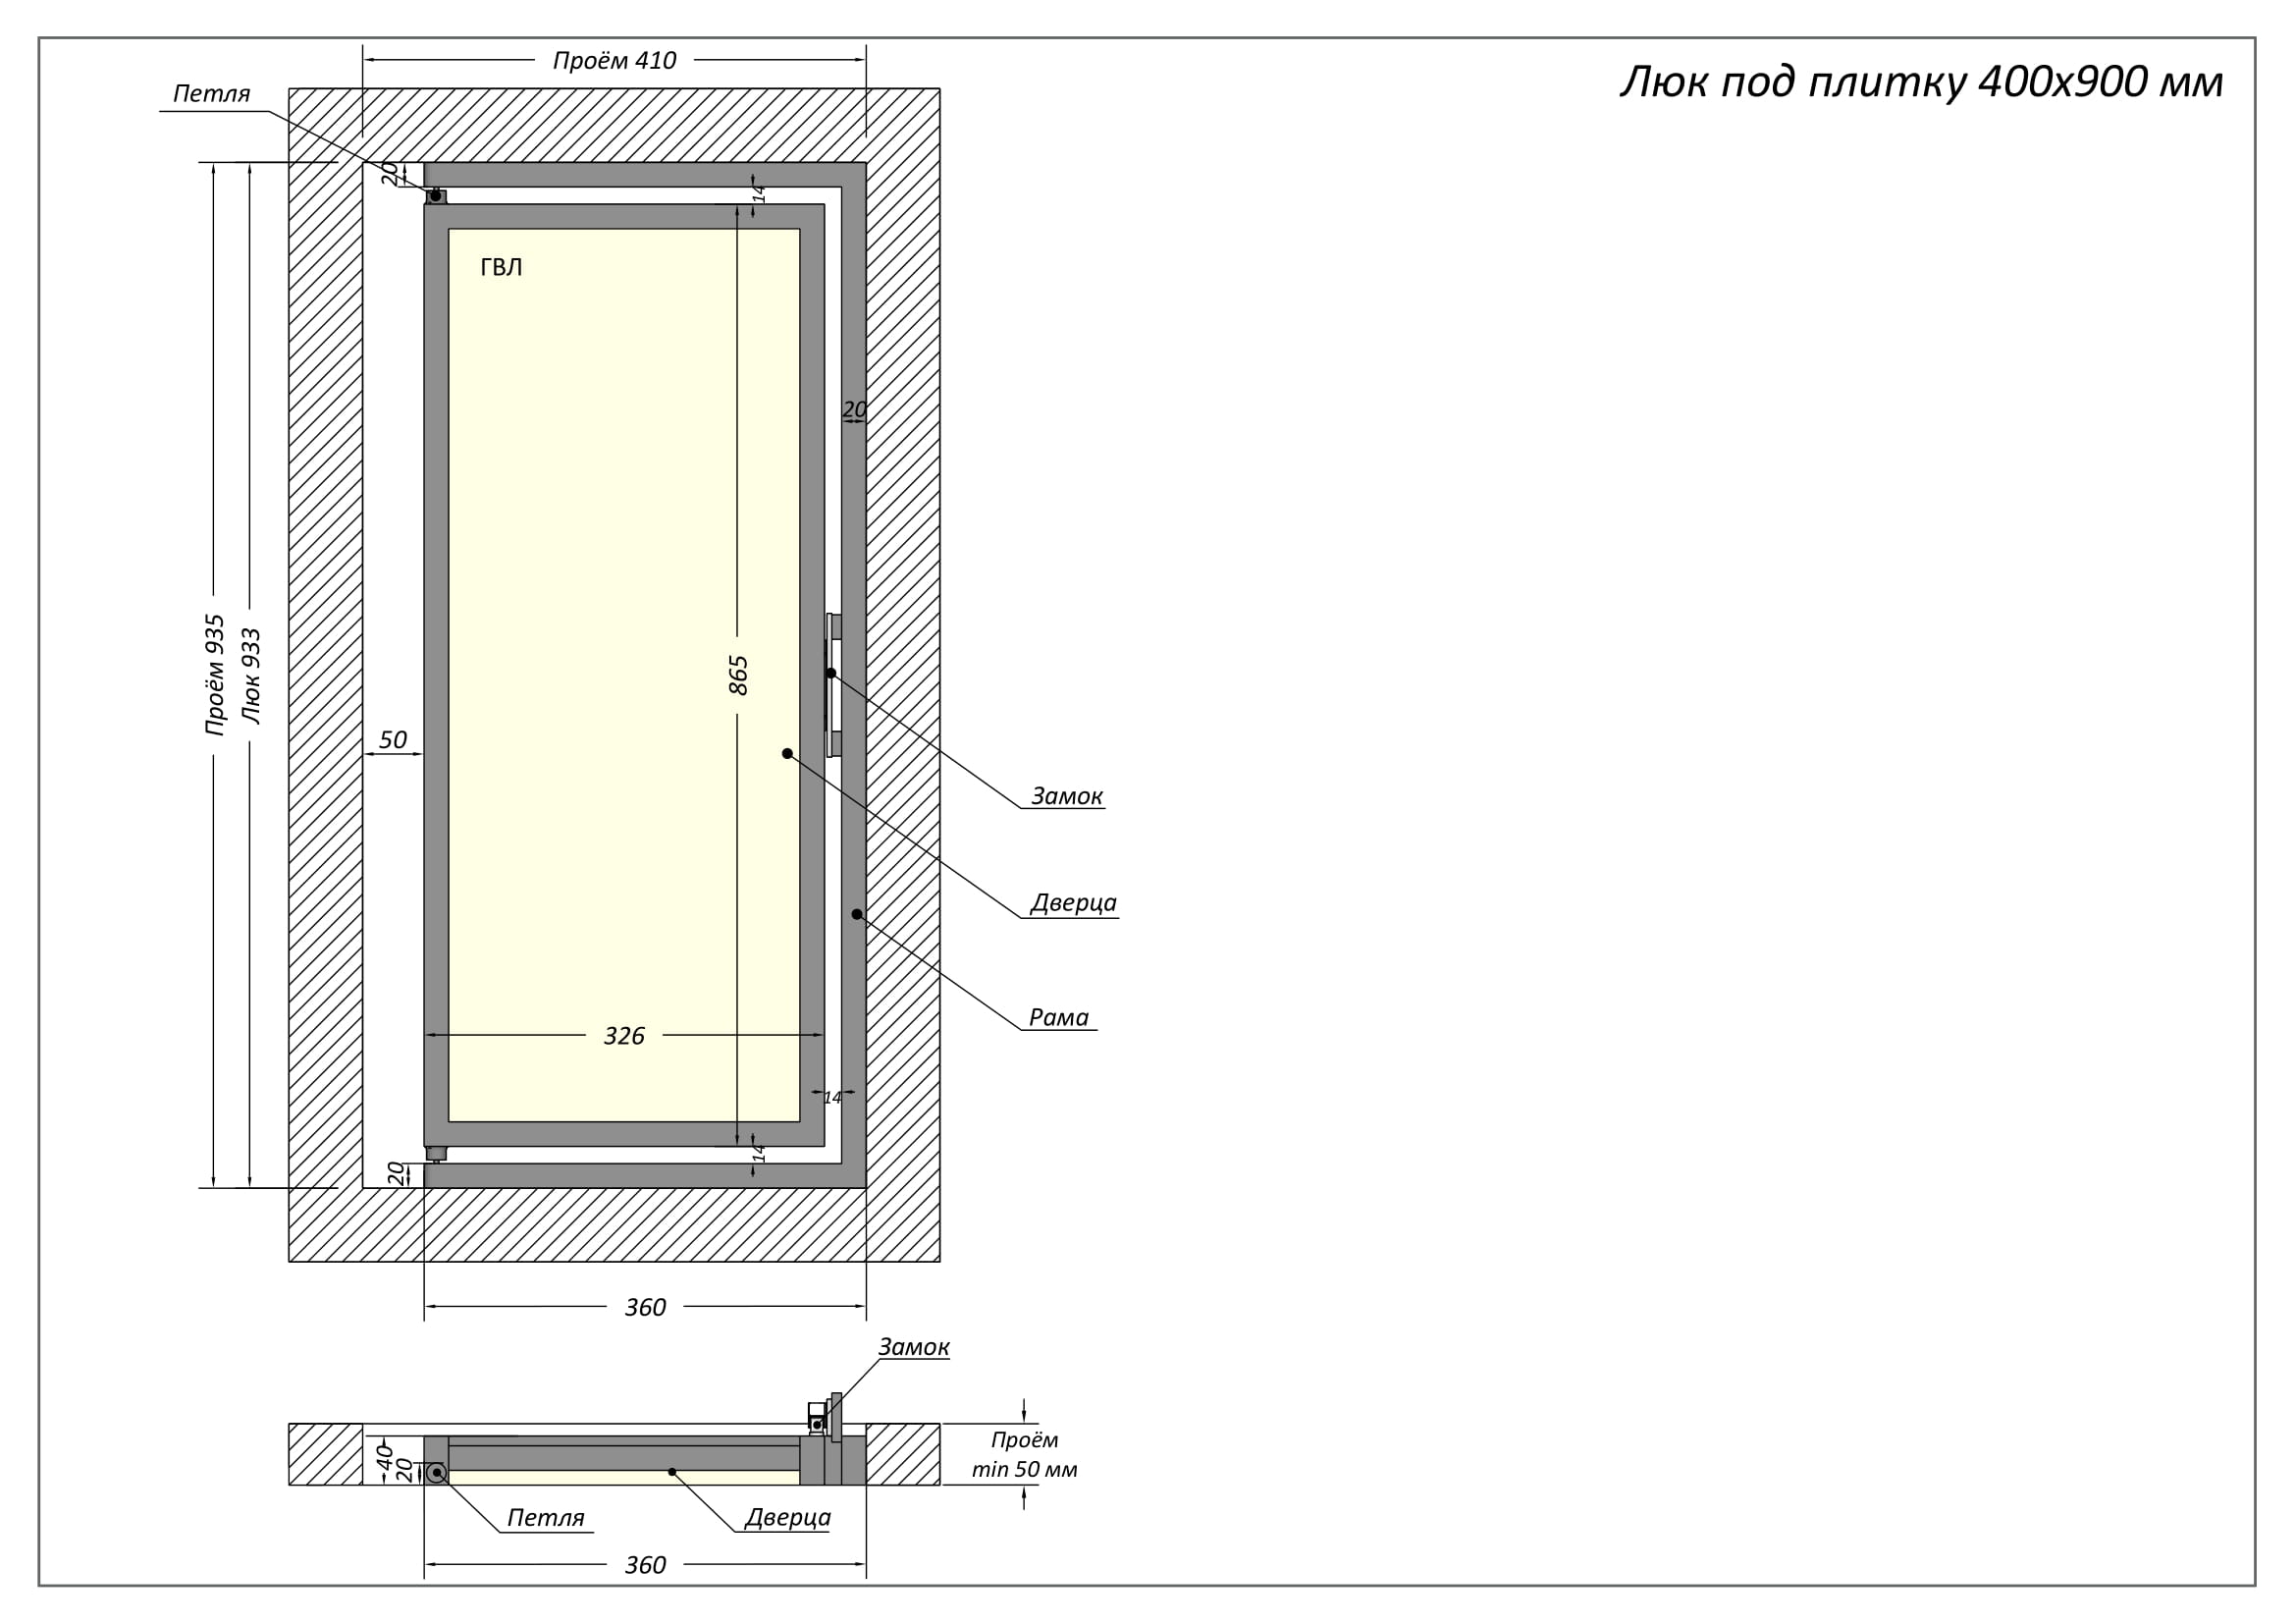 Люк под плитку 400х900 мм
Проём 410
Петля
20
14
ГВЛ
20
Проём 935
Люк 933
865
50
Замок
Дверца
Рама
326
14
14
20
360
Замок
40
20
Проём
min 50 мм
Петля
Дверца
360